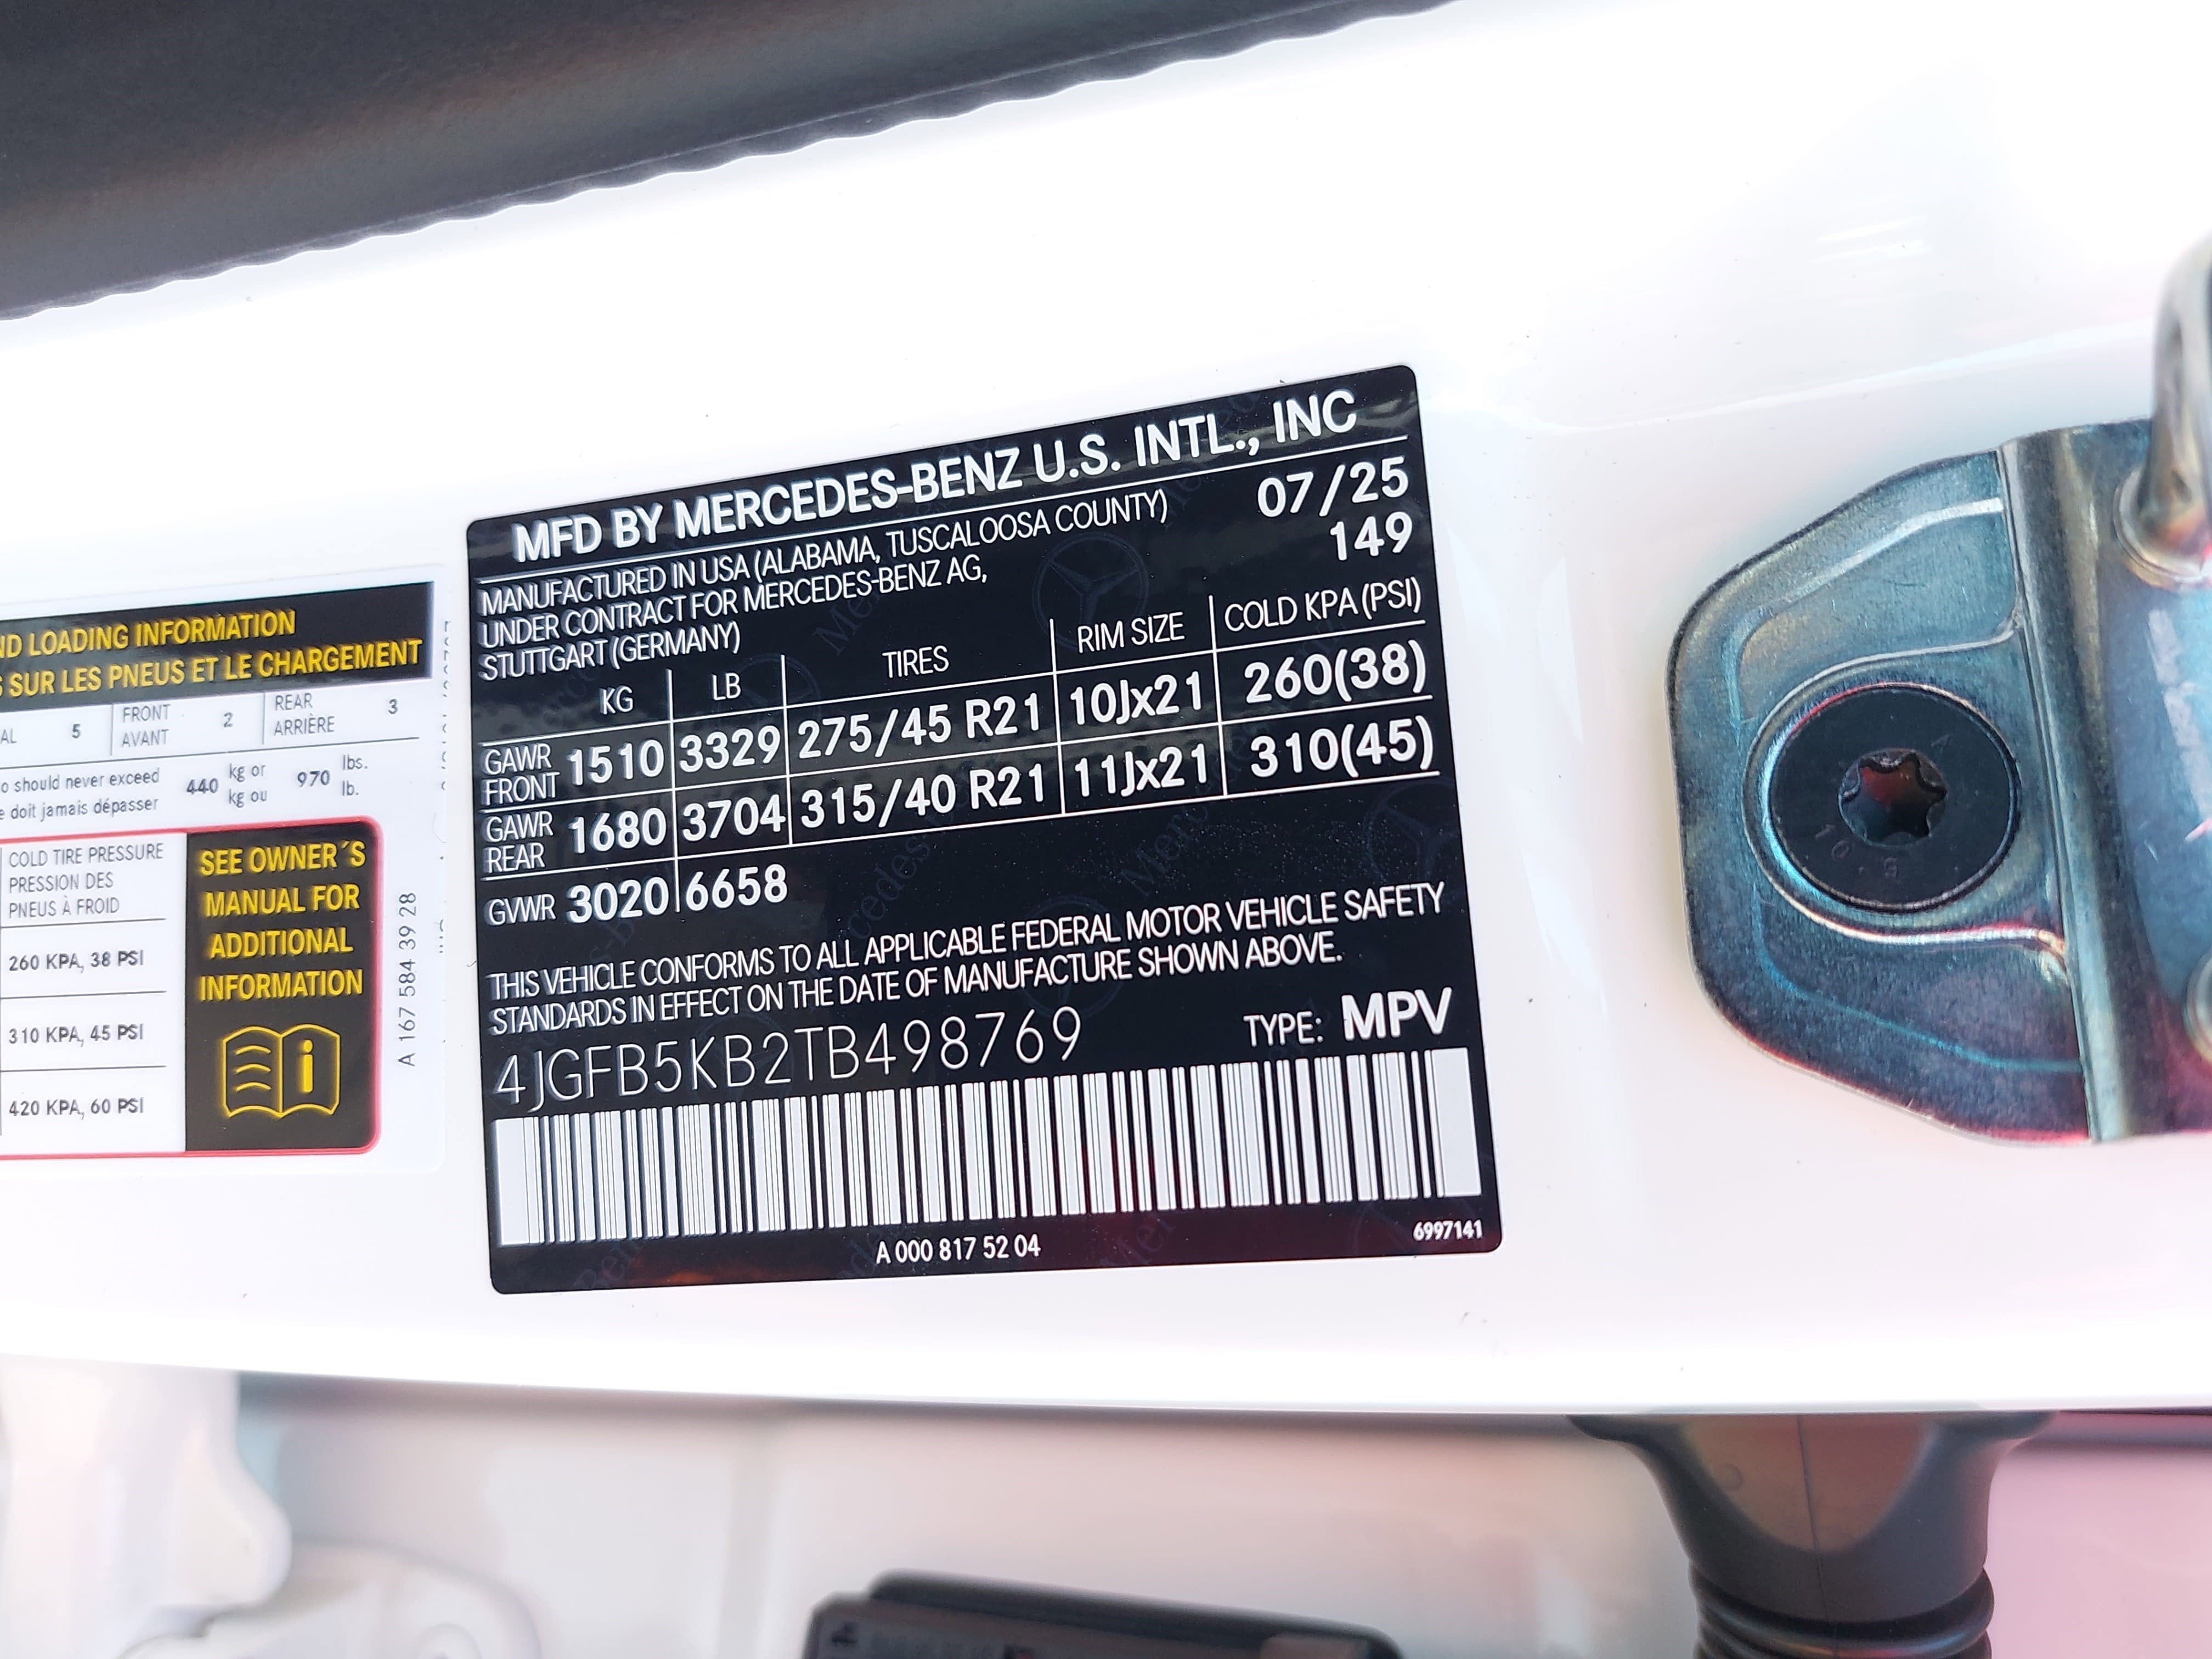 MFD BY MERCEDES-BENZ U.S. INTL., INC
MANUFACTURED IN USA (ALABAMA, TUSCALOOSA COUNTY) 07/25
UNDER CONTRACT FOR MERCEDES-BENZ AG, 149
STUTTGART (GERMANY)
KG LB TIRES RIM SIZE COLD KPA (PSI)
GAWR FRONT 1510 3329 275/45 R21 10Jx21 260(38)
GAWR REAR 1680 3704 315/40 R21 11Jx21 310(45)
GVWR 3020 6658
THIS VEHICLE CONFORMS TO ALL APPLICABLE FEDERAL MOTOR VEHICLE SAFETY
STANDARDS IN EFFECT ON THE DATE OF MANUFACTURE SHOWN ABOVE.
4JGFB5KB2TB498769 TYPE: MPV
A 000 817 52 04
6997141
LOADING INFORMATION
SUR LES PNEUS ET LE CHARGEMENT
5 FRONT 2 REAR 3
AVANT ARRIÈRE
should never exceed 440 kg or 970 lbs.
doit jamais dépasser kg ou lb.
COLD TIRE PRESSURE
PRESSION DES
PNEUS À FROID
260 KPA, 38 PSI
310 KPA, 45 PSI
420 KPA, 60 PSI
SEE OWNER´S
MANUAL FOR
ADDITIONAL
INFORMATION
i
A 167 584 39 28